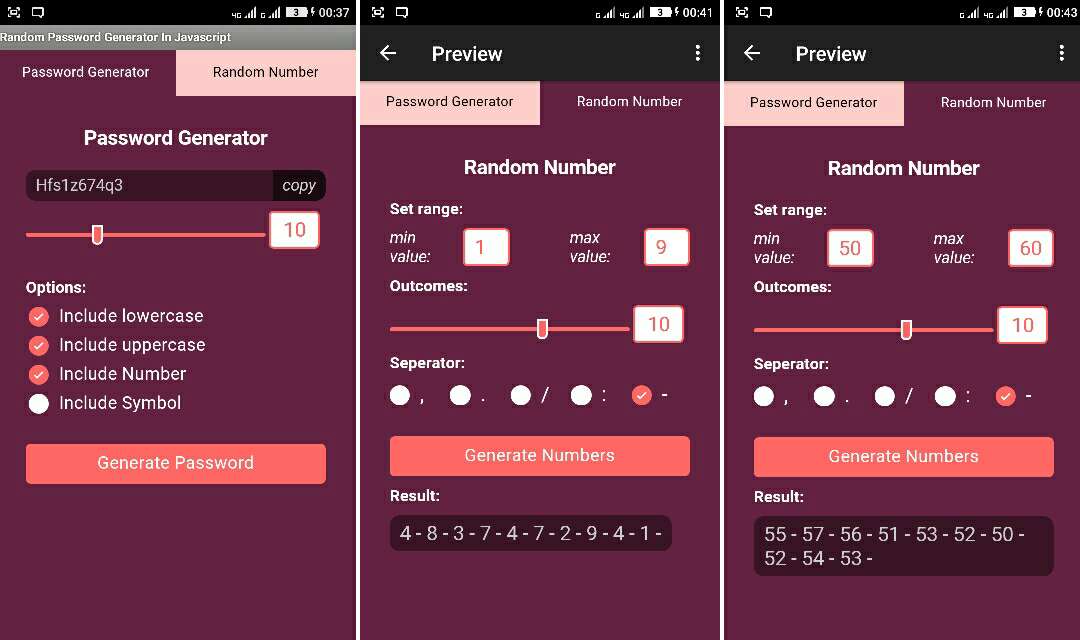 4G G 3 00:37
Random Password Generator In Javascript
Password Generator
Random Number
Password Generator
Hfs1z674q3
copy
10
Options:
Include lowercase
Include uppercase
Include Number
Include Symbol
Generate Password
G 4G 3 00:41
Preview
Password Generator
Random Number
Random Number
Set range:
min
value:
1
max
value:
9
Outcomes:
10
Seperator:
, . / : -
Generate Numbers
Result:
4 - 8 - 3 - 7 - 4 - 7 - 2 - 9 - 4 - 1 -
G 4G 3 00:43
Preview
Password Generator
Random Number
Random Number
Set range:
min
value:
50
max
value:
60
Outcomes:
10
Seperator:
, . / : -
Generate Numbers
Result:
55 - 57 - 56 - 51 - 53 - 52 - 50 -
52 - 54 - 53 -